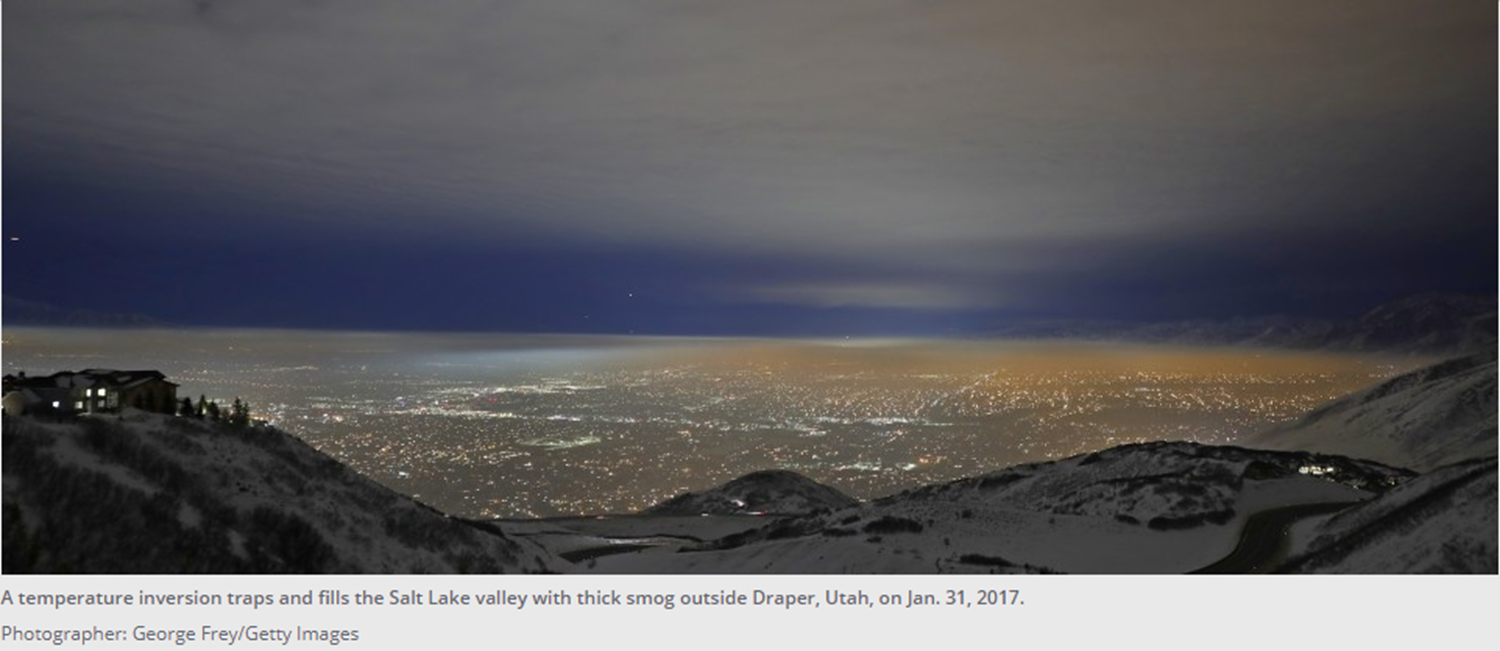 A temperature inversion traps and fills the Salt Lake valley with thick smog outside Draper, Utah, on Jan. 31, 2017.
Photographer: George Frey/Getty Images